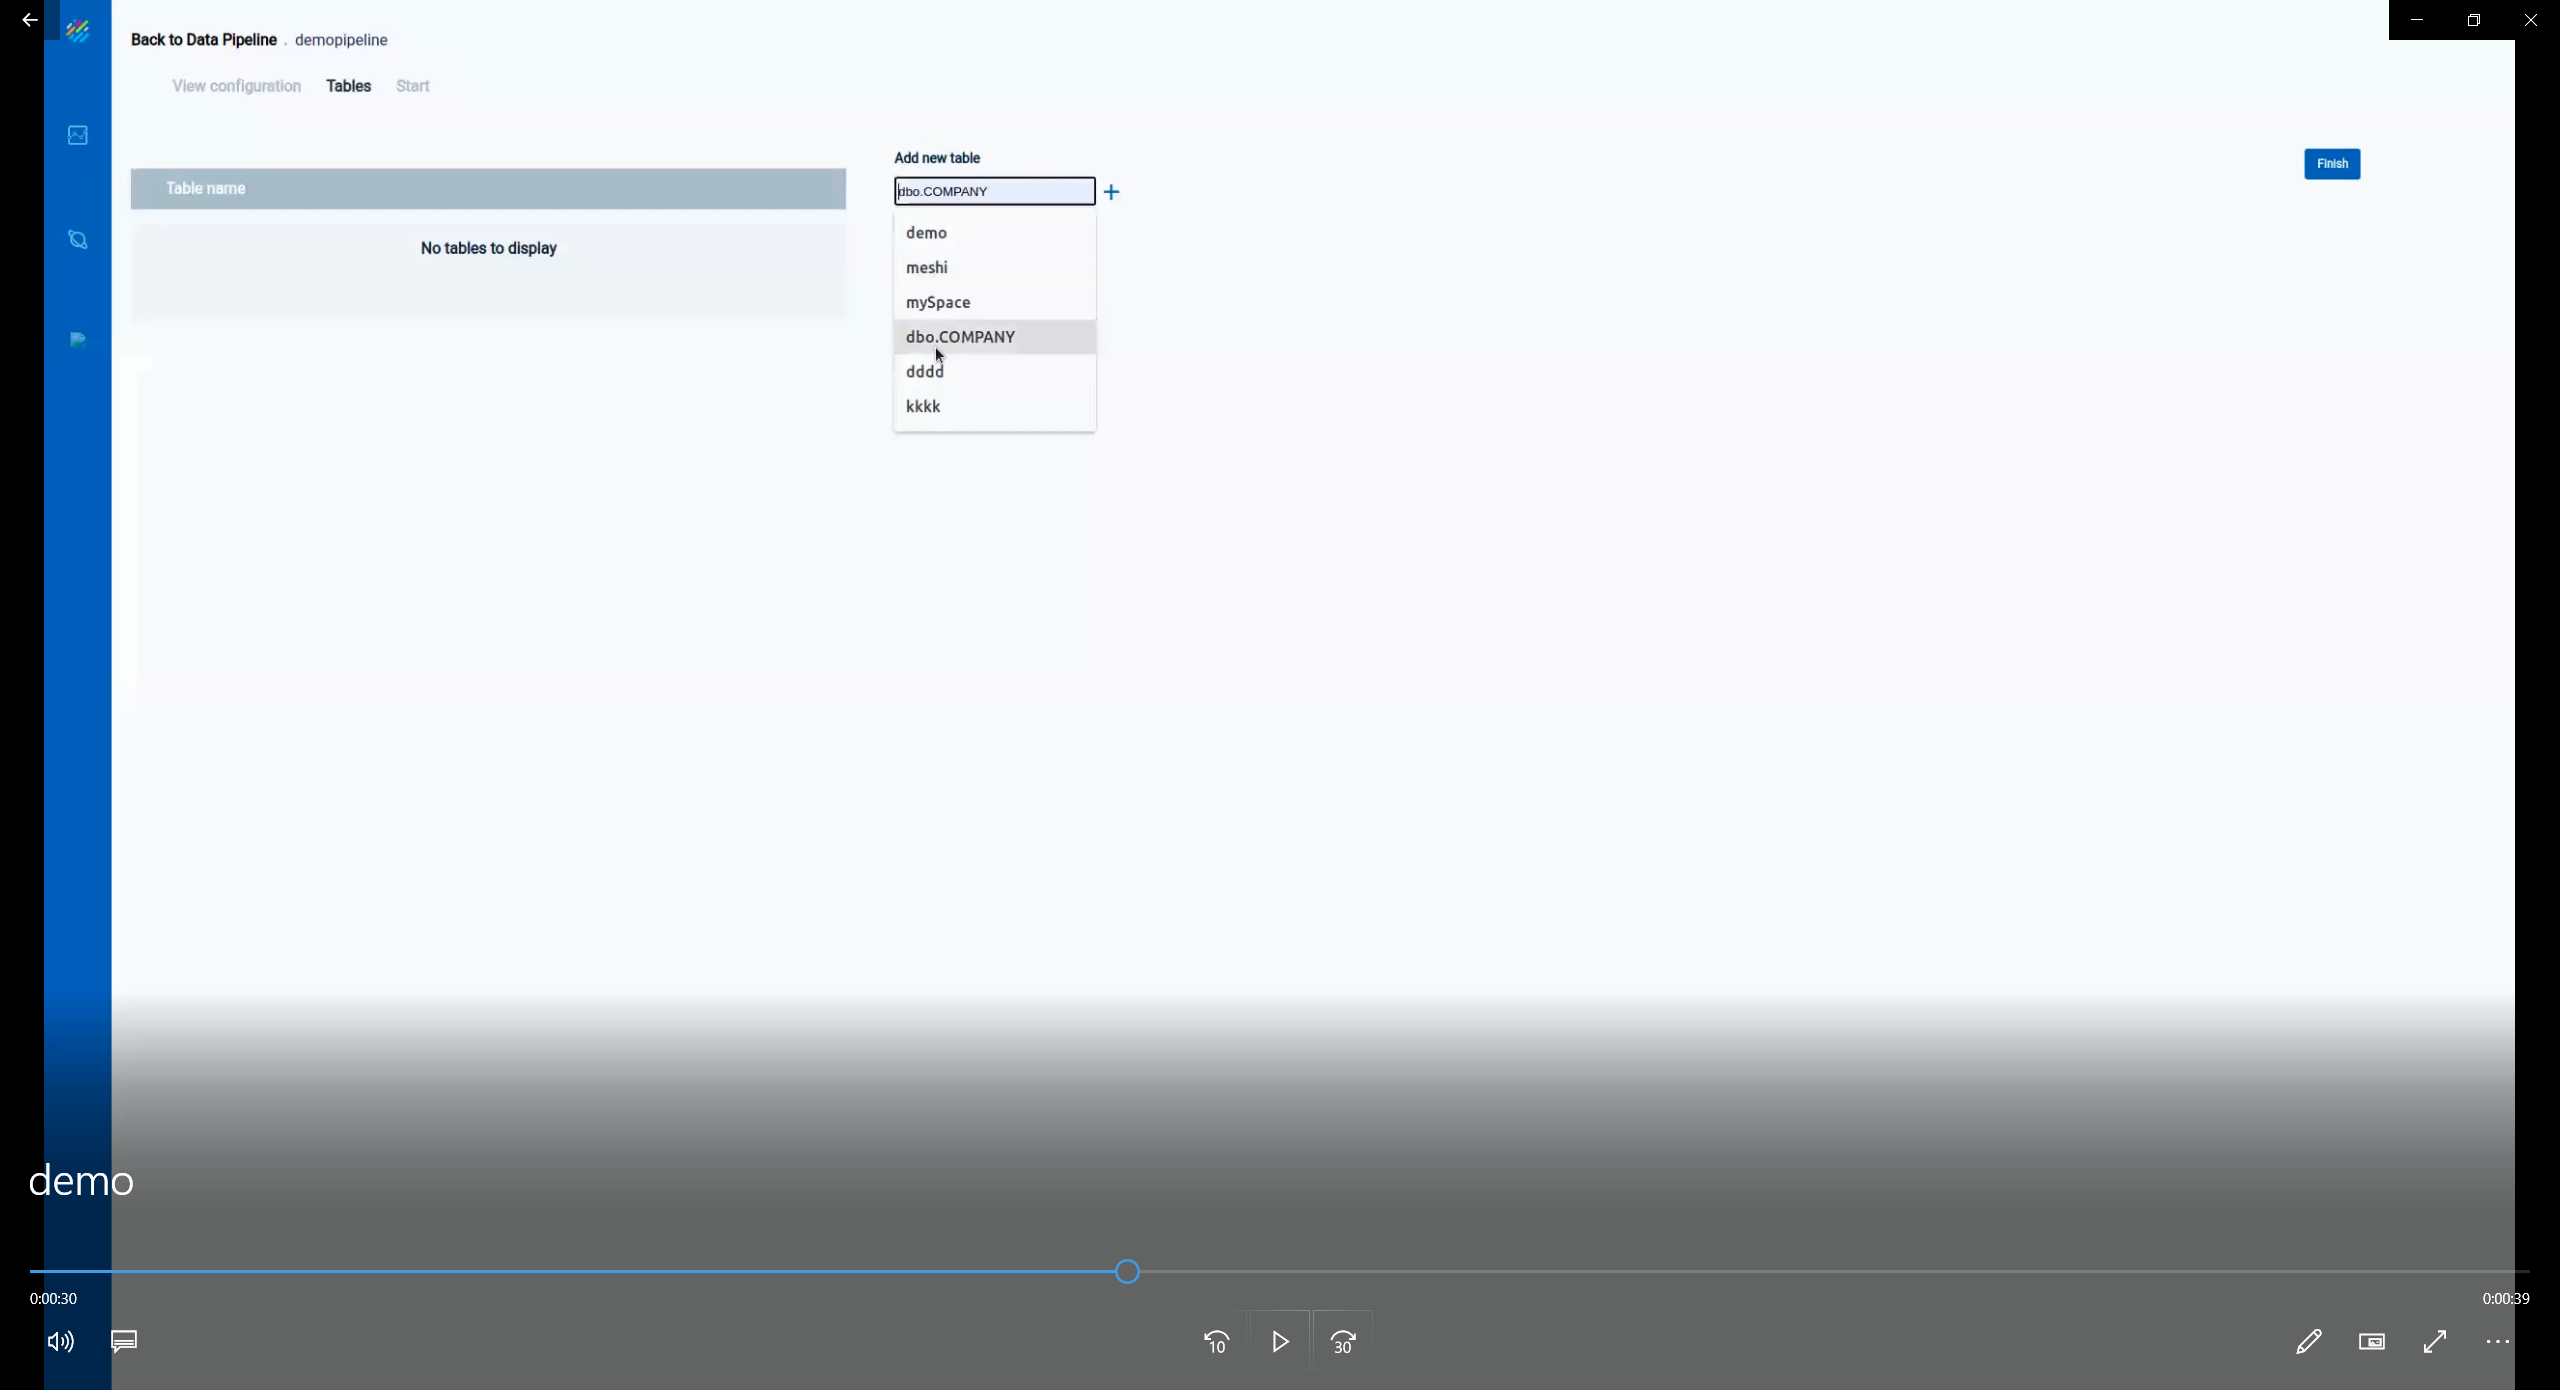 Back to Data Pipeline . demopipeline
View configuration Tables Start
Add new table
Finish
Table name
dbo.COMPANY
No tables to display
demo
meshi
mySpace
dbo.COMPANY
dddd
kkkk
demo
0:00:30
0:00:39
10
30